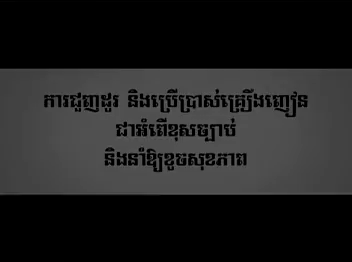 ការជួញដូរ និងប្រើប្រាស់គ្រឿងញៀន
ជាអំពើខុសច្បាប់
និងនាំឱ្យខូចសុខភាព